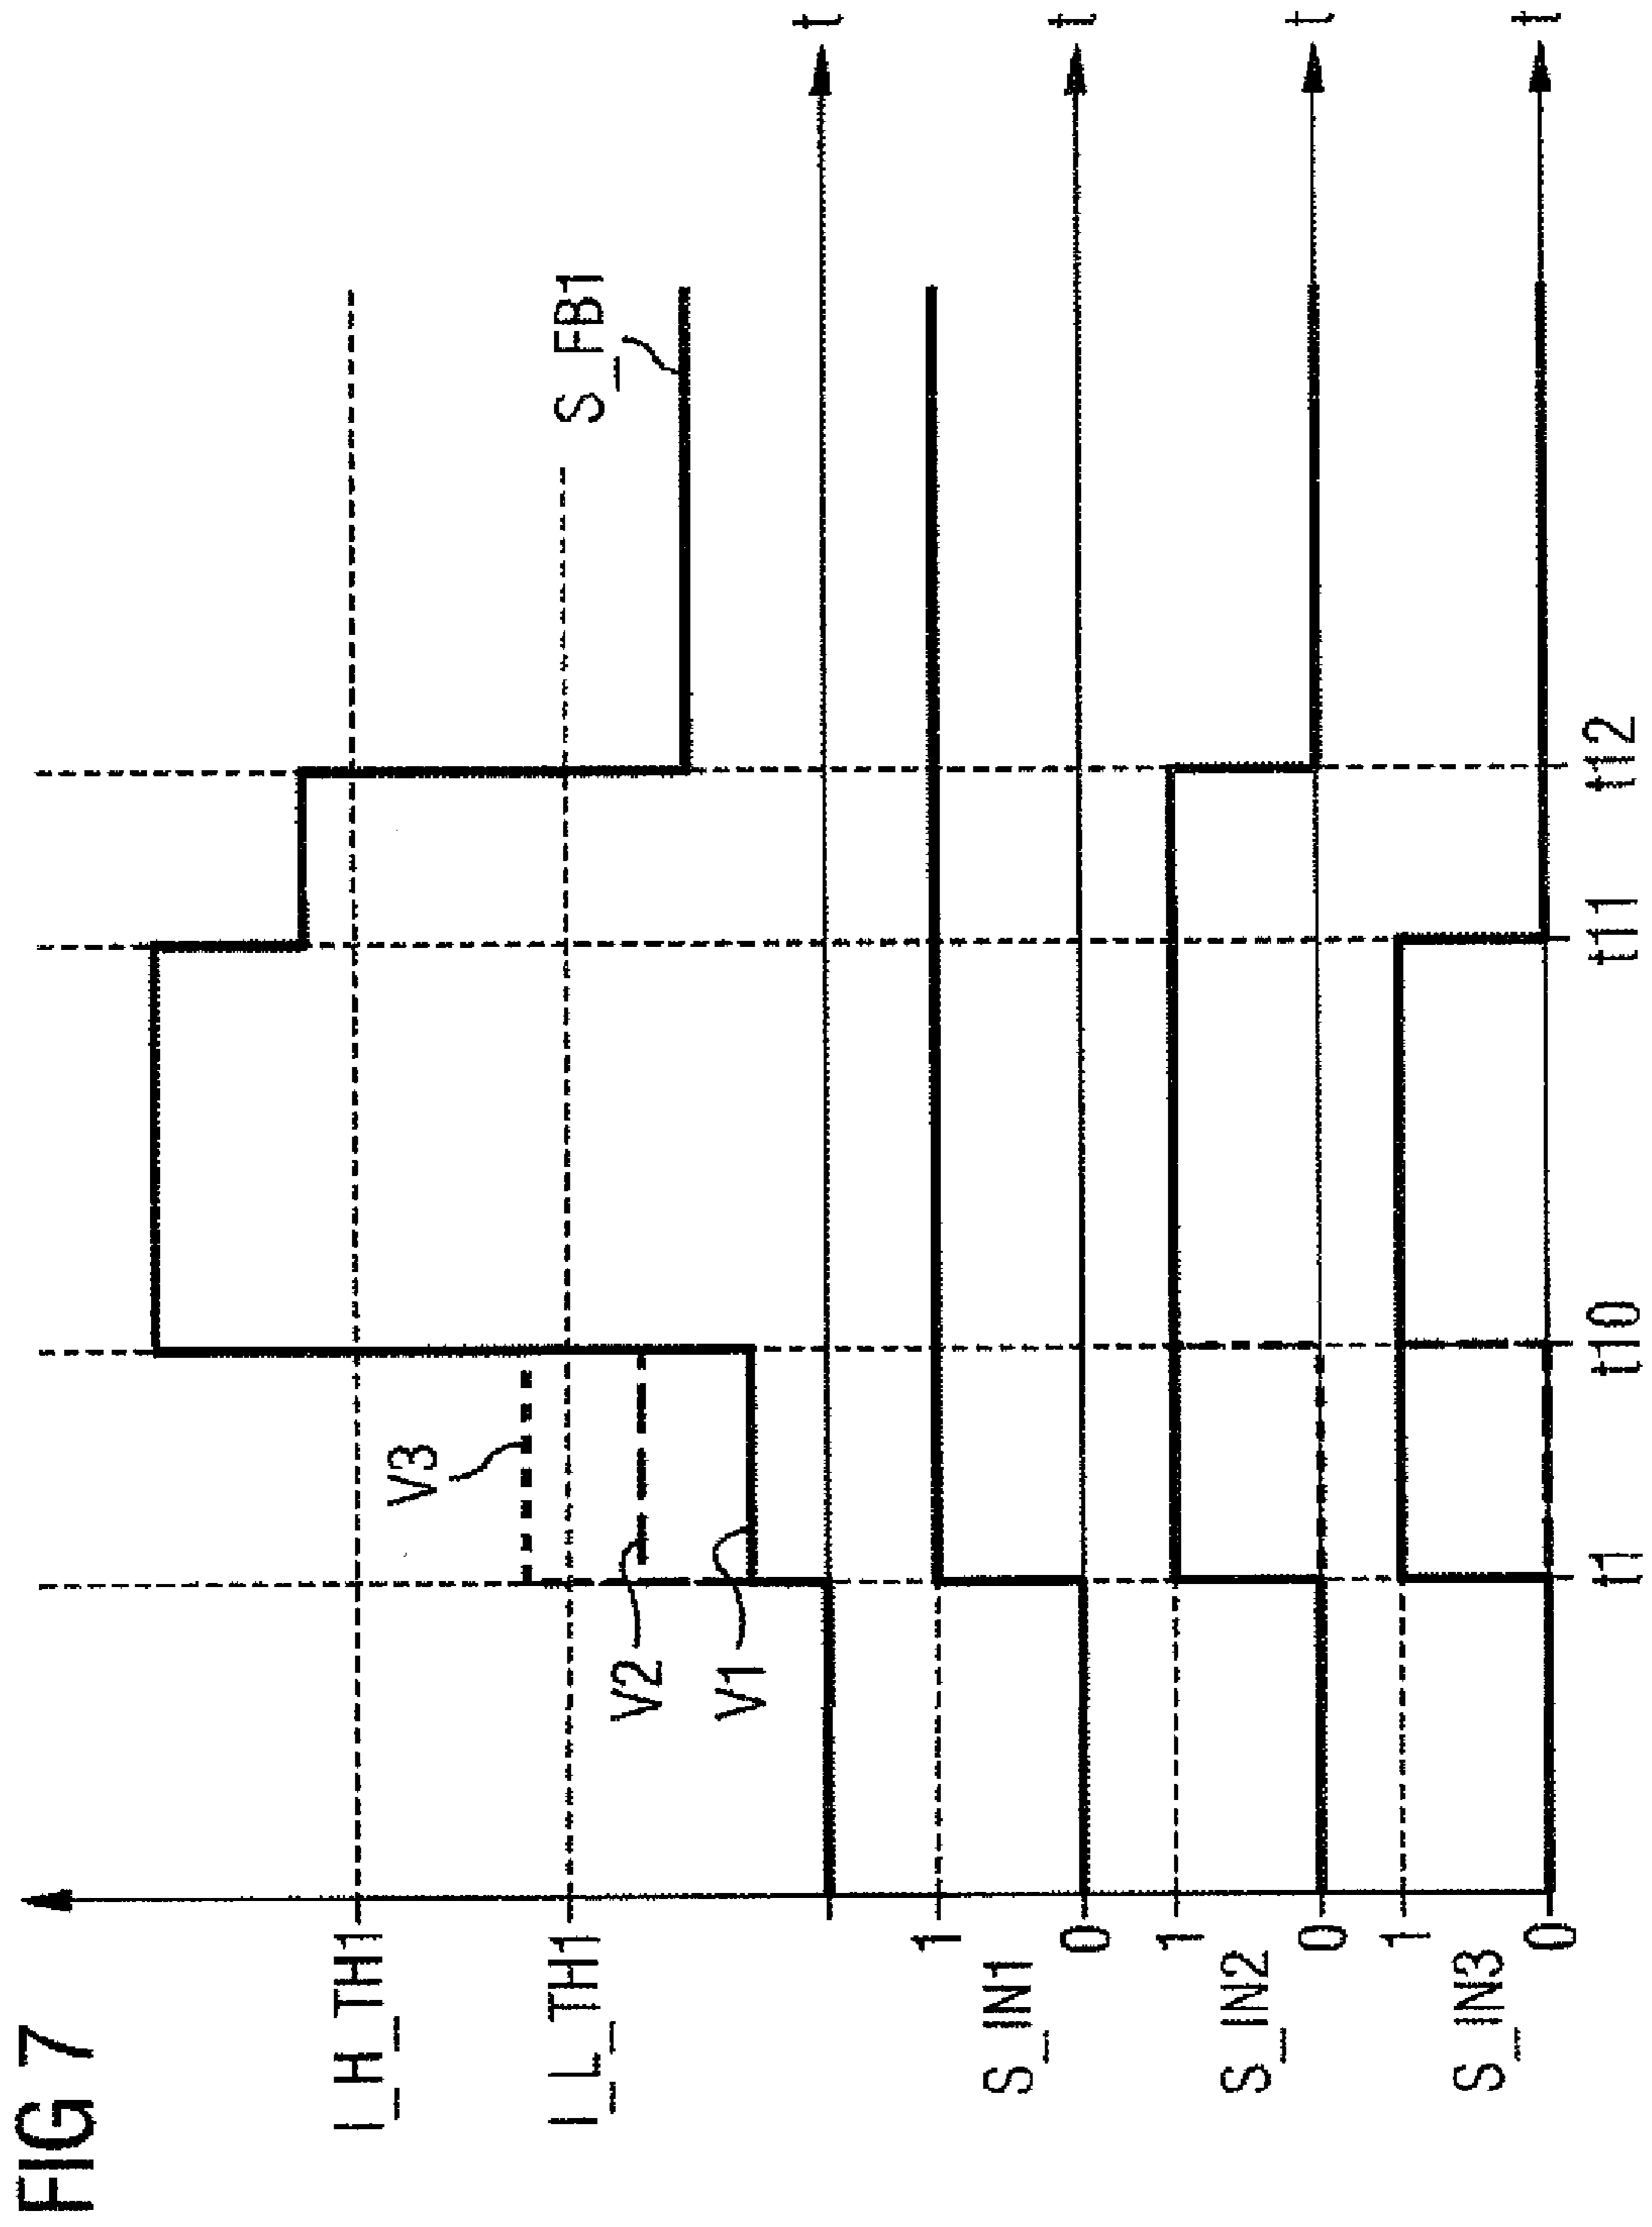 FIG 7
I_H_TH1
I_L_TH1
V3
V2
V1
S_FB1
t
1
S_IN1
0
t
1
S_IN2
0
t
1
S_IN3
0
t
t1
t10
t11
t12